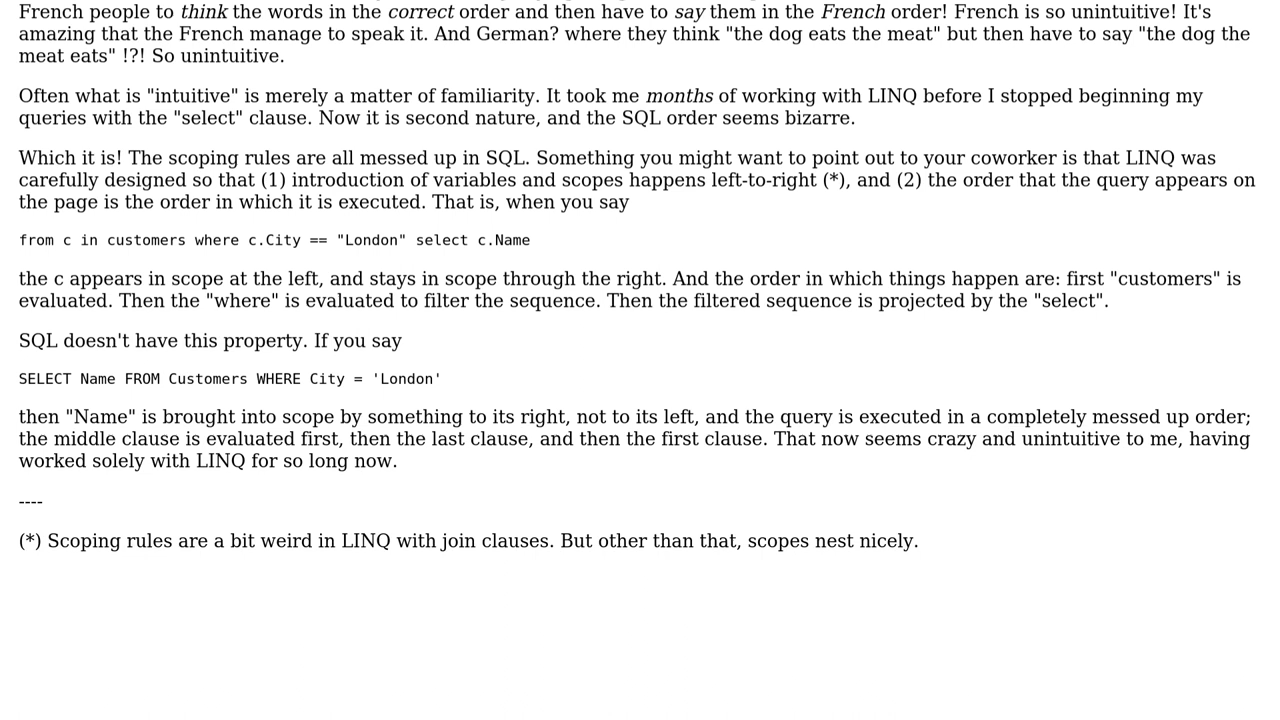 French people to think the words in the correct order and then have to say them in the French order! French is so unintuitive! It's
amazing that the French manage to speak it. And German? where they think "the dog eats the meat" but then have to say "the dog the
meat eats" !?! So unintuitive.
Often what is "intuitive" is merely a matter of familiarity. It took me months of working with LINQ before I stopped beginning my
queries with the "select" clause. Now it is second nature, and the SQL order seems bizarre.
Which it is! The scoping rules are all messed up in SQL. Something you might want to point out to your coworker is that LINQ was
carefully designed so that (1) introduction of variables and scopes happens left-to-right (*), and (2) the order that the query appears on
the page is the order in which it is executed. That is, when you say
from c in customers where c.City == "London" select c.Name
the c appears in scope at the left, and stays in scope through the right. And the order in which things happen are: first "customers" is
evaluated. Then the "where" is evaluated to filter the sequence. Then the filtered sequence is projected by the "select".
SQL doesn't have this property. If you say
SELECT Name FROM Customers WHERE City = 'London'
then "Name" is brought into scope by something to its right, not to its left, and the query is executed in a completely messed up order;
the middle clause is evaluated first, then the last clause, and then the first clause. That now seems crazy and unintuitive to me, having
worked solely with LINQ for so long now.
----
(*) Scoping rules are a bit weird in LINQ with join clauses. But other than that, scopes nest nicely.